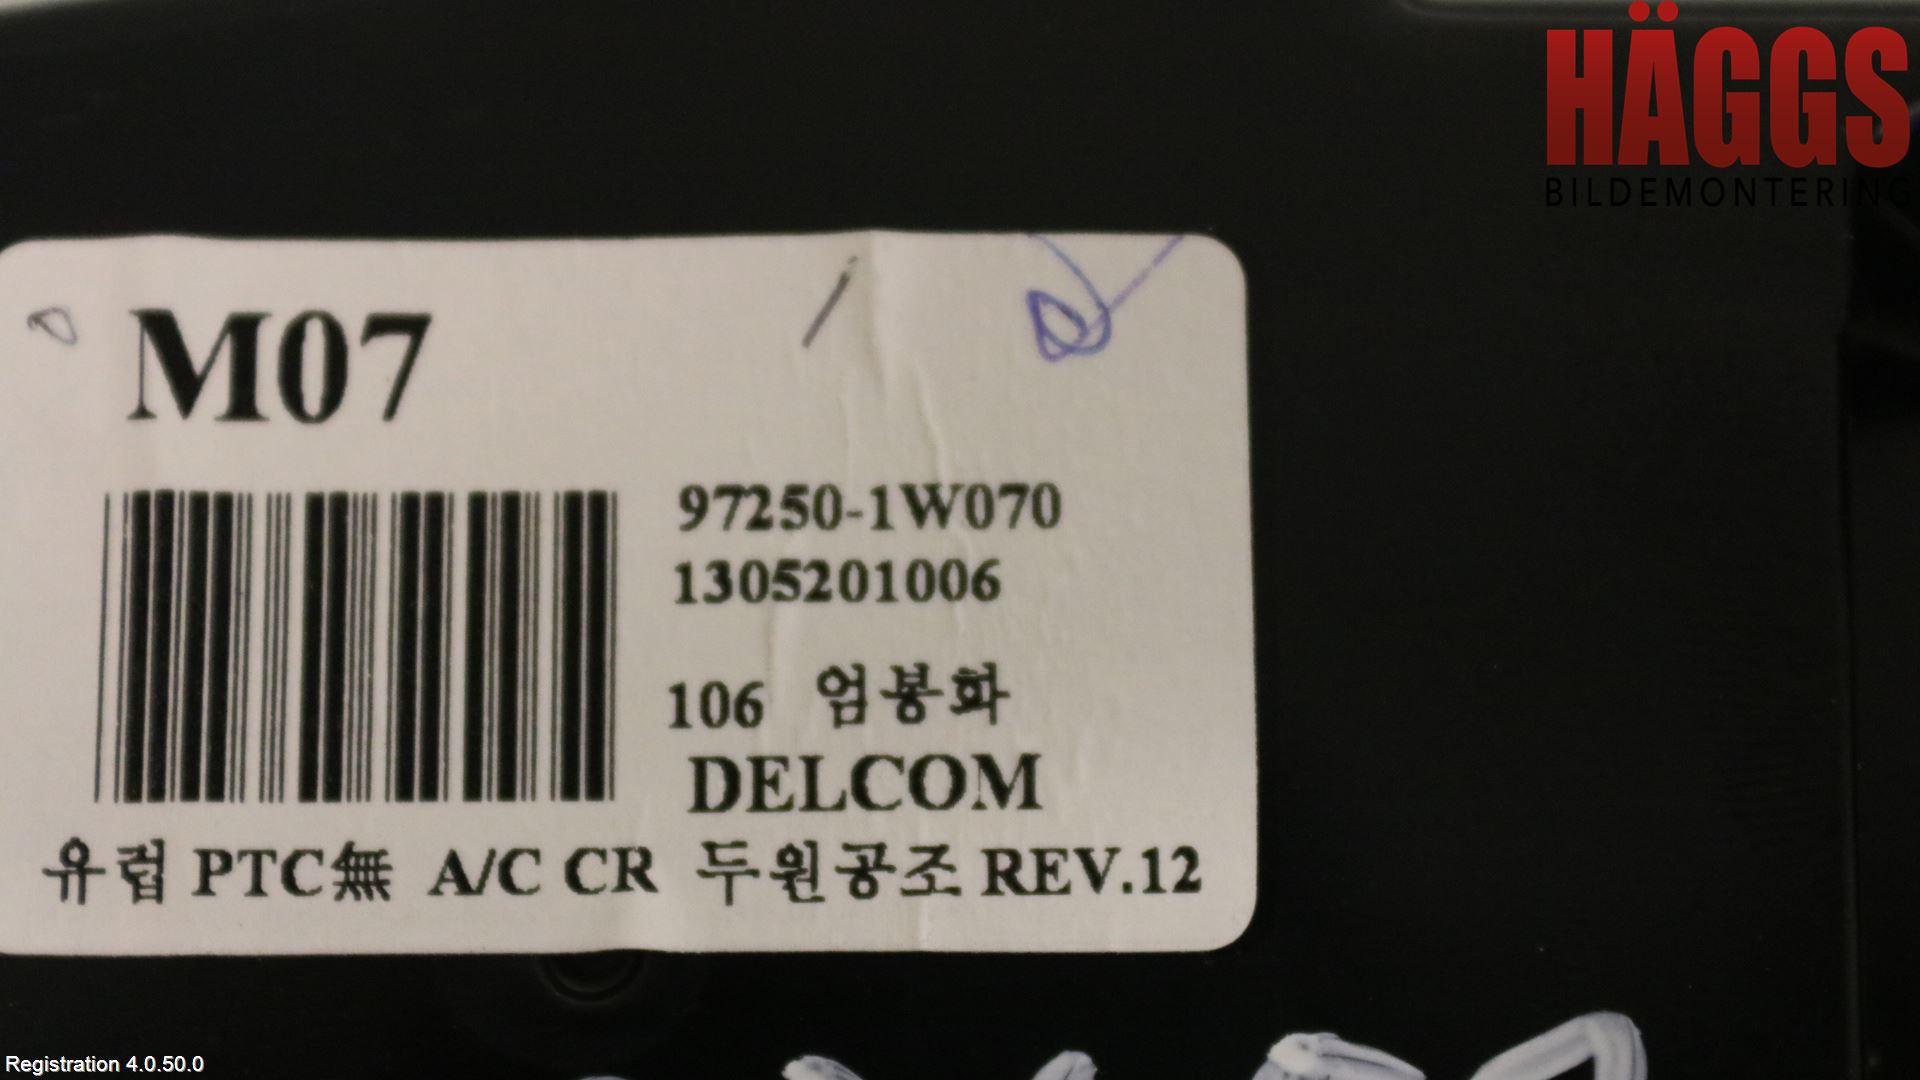 HÄGGS
BILDEMONTERING
M07
97250-1W070
1305201006
106 엄봉화
DELCOM
유럽 PTC無 A/C CR 두원공조 REV.12
Registration 4.0.50.0